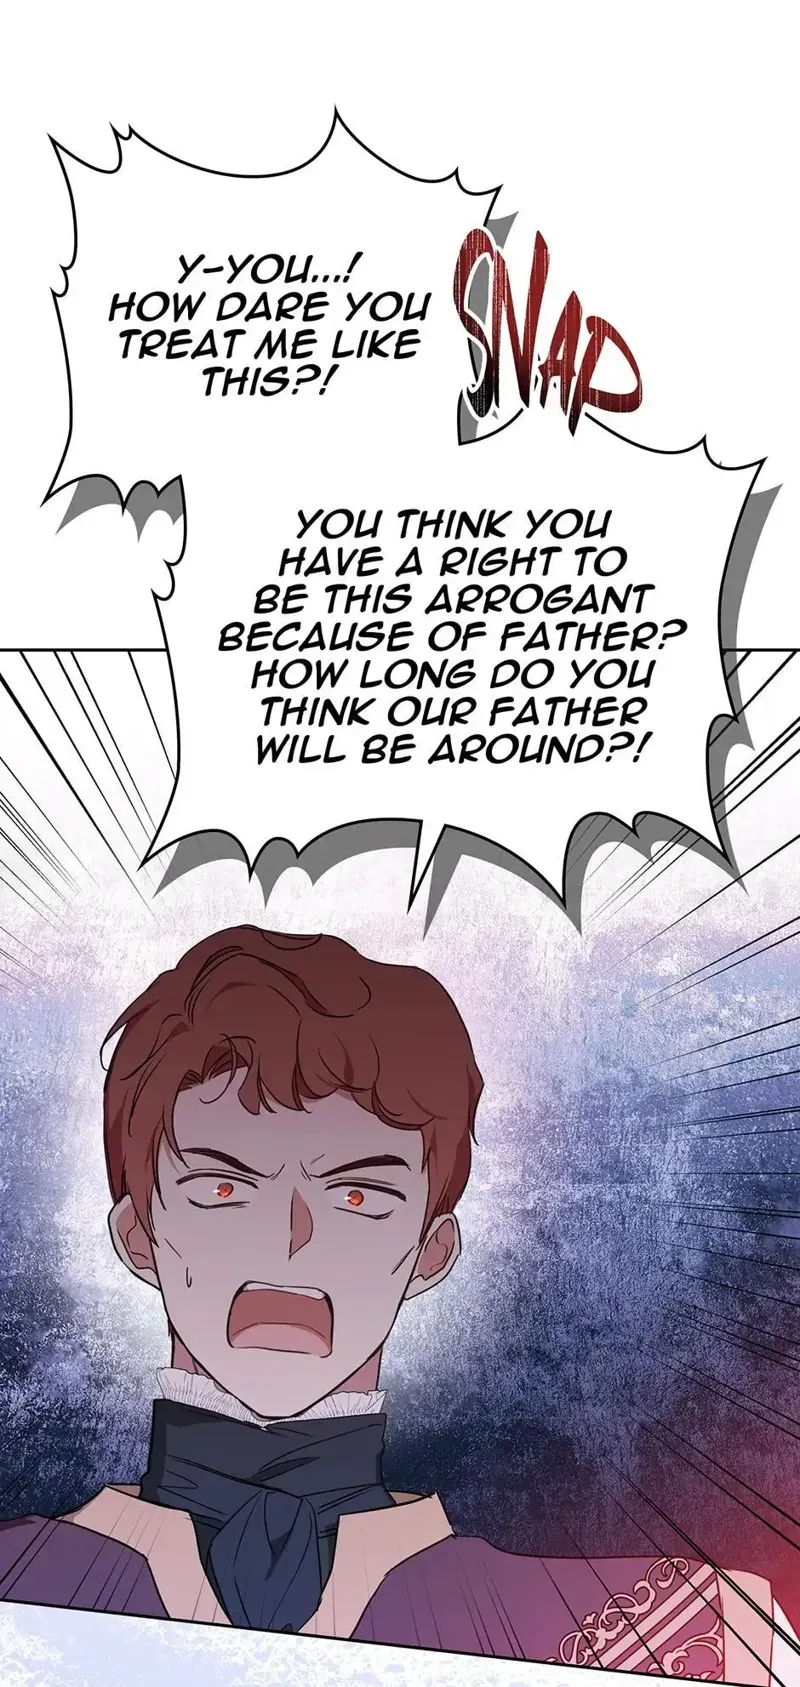 Y-YOU...!
HOW DARE YOU
TREAT ME LIKE
THIS?!
SNAP
YOU THINK YOU
HAVE A RIGHT TO
BE THIS ARROGANT
BECAUSE OF FATHER?
HOW LONG DO YOU
THINK OUR FATHER
WILL BE AROUND?!